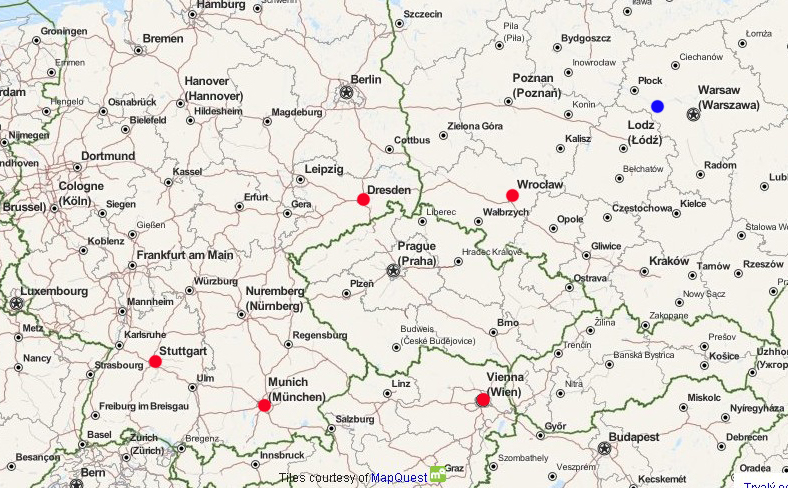 Hamburg
Schwerin
Szczecin
Iława
Groningen
Bremen
Piła
(Piła)
Bydgoszcz
Łomża
Emmen
Ciechanów
Inowrocław
Berlin
Hanover
(Hannover)
Poznan
(Poznań)
Płock
Warsaw
(Warszawa)
Hengelo
Osnabrück
Hildesheim
Magdeburg
Konin
Bielefeld
Nijmegen
Zielona Góra
Lodz
(Łódź)
Cottbus
Kalisz
Dortmund
Leipzig
Kassel
Bełchatów
Radom
Cologne
(Köln)
Dresden
Wrocław
Brussel)
Siegen
Erfurt
Gera
Liberec
Wałbrzych
Częstochowa
Kielce
Gießen
Opole
Stalowa Wola
Koblenz
Frankfurt am Main
Prague
(Praha)
Hradec Králové
Gliwice
Kraków
Tarnów
Rzeszów
Luxembourg
Würzburg
Plzeň
Ostrava
Nuremberg
(Nürnberg)
Mannheim
Nowy Sącz
Zakopane
Metz
Karlsruhe
Regensburg
Budweis
(České Budějovice)
Brno
Žilina
Prešov
Stuttgart
Trenčín
Banská Bystrica
Košice
Nancy
Strasbourg
Ulm
Munich
(München)
Linz
Vienna
(Wien)
Nitra
Freiburg im Breisgau
Miskolc
Nyíregyháza
Salzburg
Győr
Basel
Zürich
(Zürich)
Bregenz
Budapest
Debrecen
Besançon
Bern
Innsbruck
Graz
Szombathely
Veszprém
Oradea
Kecskemét
Tiles courtesy of MapQuest